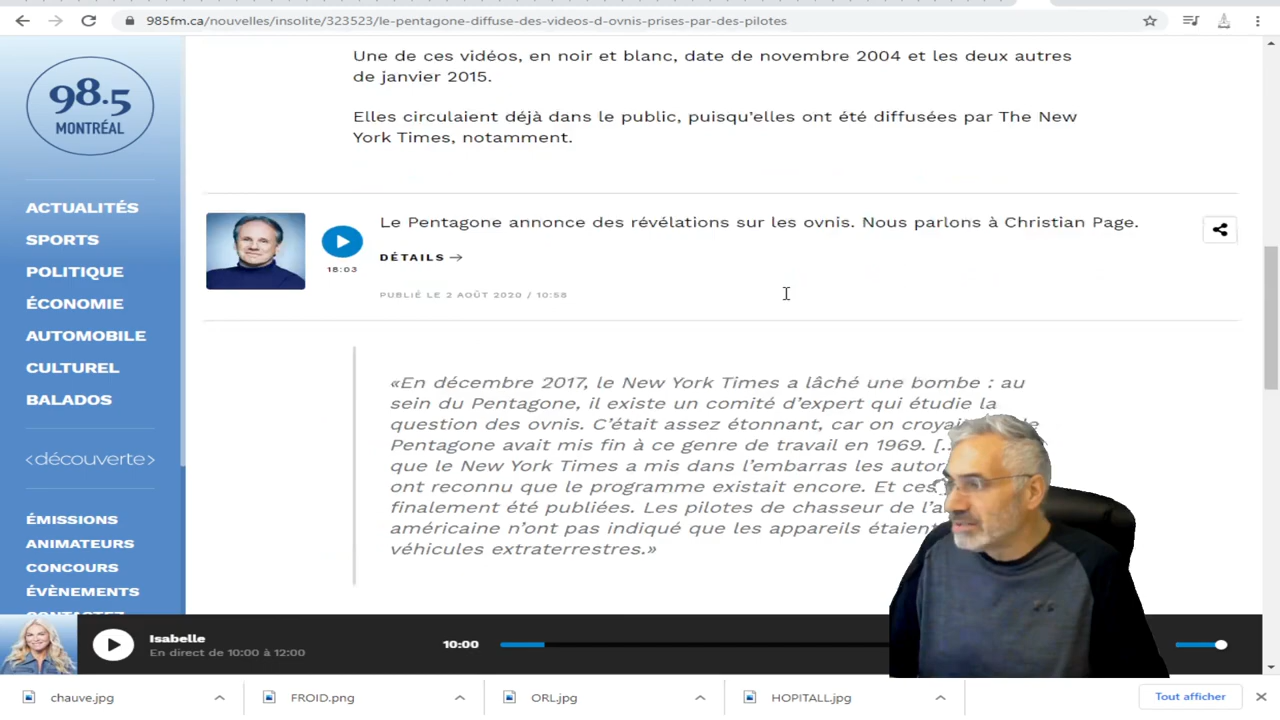 985fm.ca/nouvelles/insolite/323523/le-pentagone-diffuse-des-videos-d-ovnis-prises-par-des-pilotes
98.5
MONTRÉAL
ACTUALITÉS
SPORTS
POLITIQUE
ÉCONOMIE
AUTOMOBILE
CULTUREL
BALADOS
<découverte>
ÉMISSIONS
ANIMATEURS
CONCOURS
ÉVÈNEMENTS
Une de ces vidéos, en noir et blanc, date de novembre 2004 et les deux autres
de janvier 2015.
Elles circulaient déjà dans le public, puisqu'elles ont été diffusées par The New
York Times, notamment.
Le Pentagone annonce des révélations sur les ovnis. Nous parlons à Christian Page.
18:03
DÉTAILS →
PUBLIÉ LE 2 AOÛT 2020 / 10:58
«En décembre 2017, le New York Times a lâché une bombe : au
sein du Pentagone, il existe un comité d'expert qui étudie la
question des ovnis. C'était assez étonnant, car on
Pentagone avait mis fin à ce genre de travail en 1969.
que le New York Times a mis dans l'embarras les
ont reconnu que le programme existait encore. Et ces
finalement été publiées. Les pilotes de chasseur de
américaine n'ont pas indiqué que les appareils étaient
véhicules extraterrestres.»
Isabelle
En direct de 10:00 à 12:00
10:00
chauve.jpg
FROID.png
ORL.jpg
HOPITALL.jpg
Tout afficher